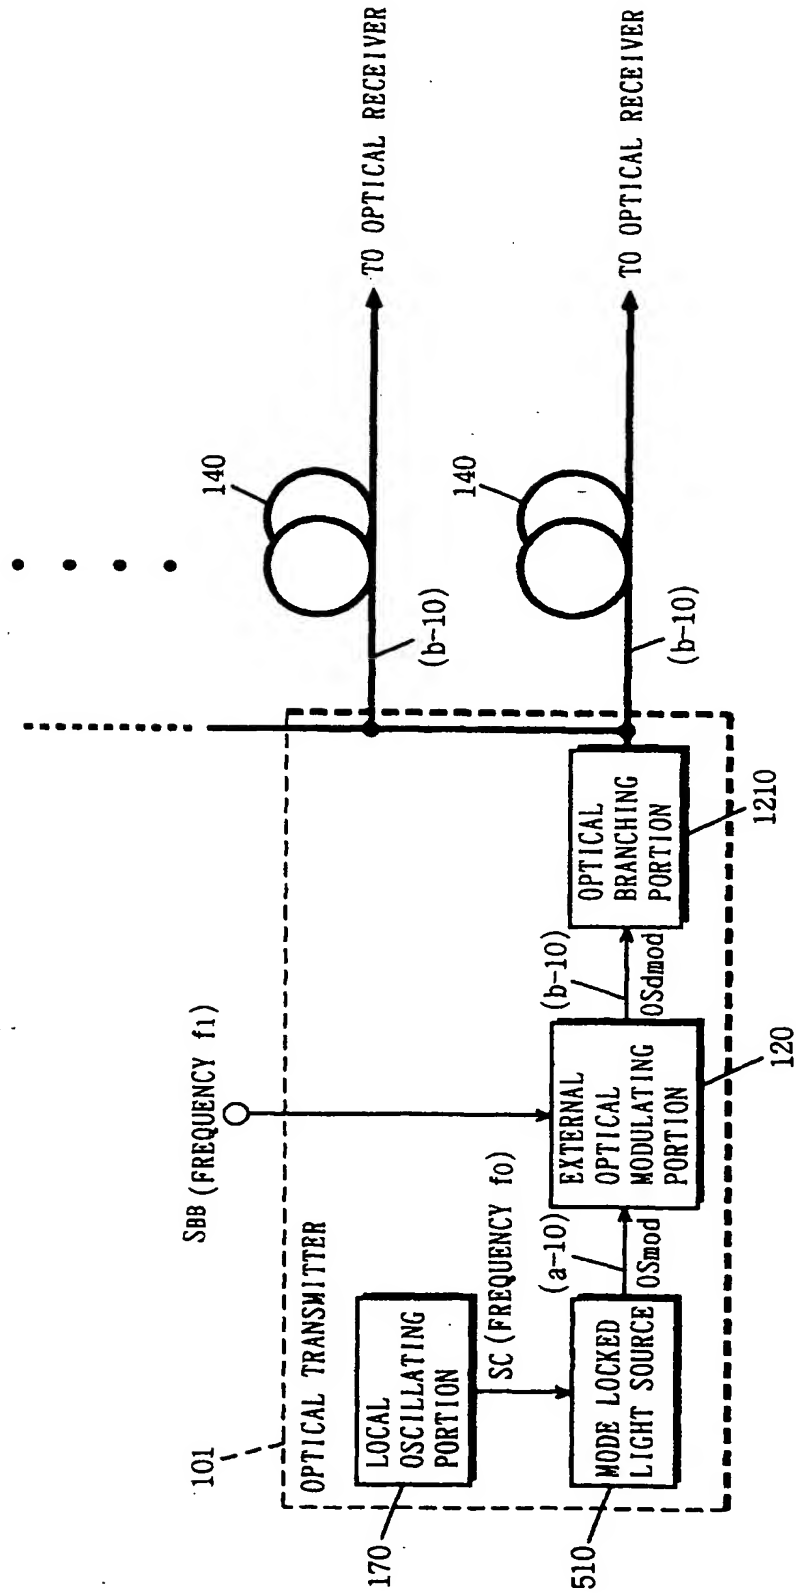 101
OPTICAL TRANSMITTER
SBB (FREQUENCY f1)
170
LOCAL
OSCILLATING
PORTION
SC (FREQUENCY f0)
510
MODE LOCKED
LIGHT SOURCE
(a-10)
OSmod
EXTERNAL
OPTICAL
MODULATING
PORTION
120
(b-10)
OSdmod
OPTICAL
BRANCHING
PORTION
1210
(b-10)
140
TO OPTICAL RECEIVER
(b-10)
140
TO OPTICAL RECEIVER